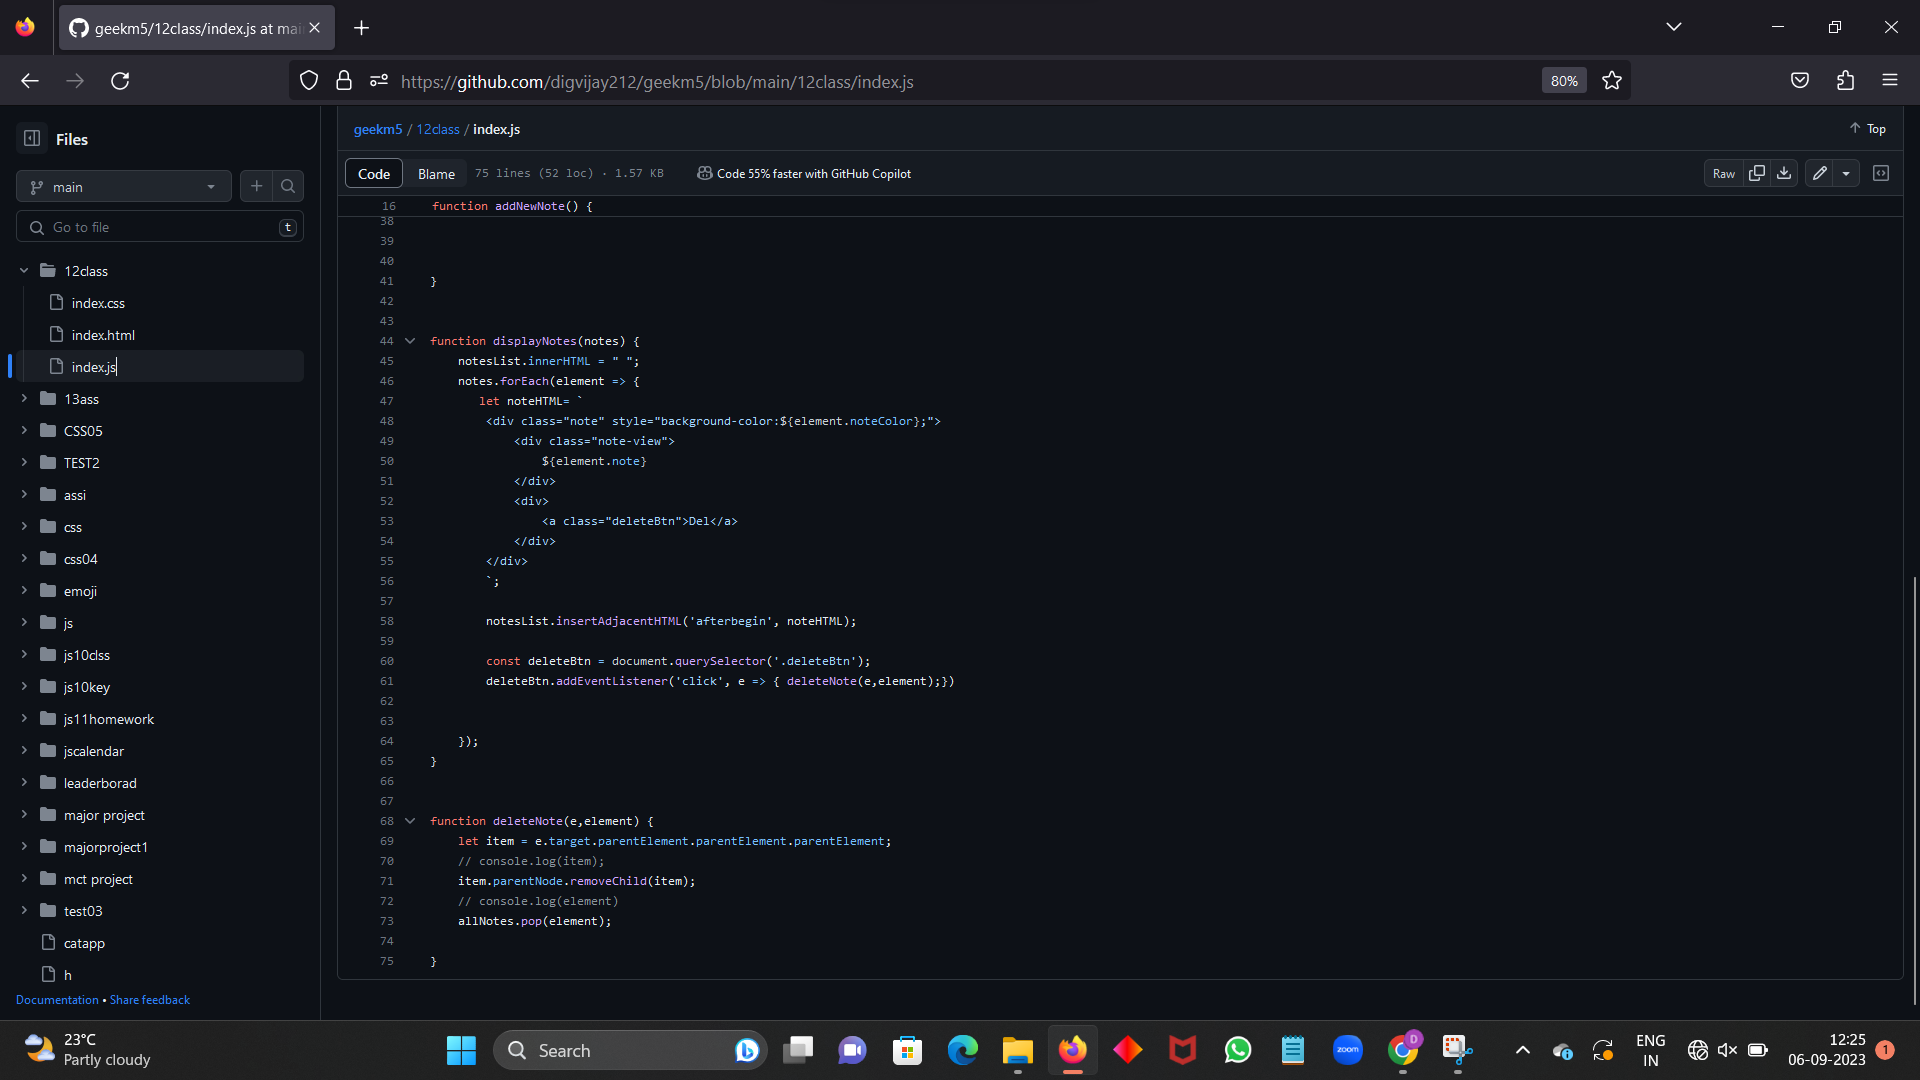 geekm5/12class/index.js at mai
https://github.com/digvijay212/geekm5/blob/main/12class/index.js
80%
Files
main
Go to file
t
12class
index.css
index.html
index.js
13ass
CSS05
TEST2
assi
css
css04
emoji
js
js10clss
js10key
js11homework
jscalendar
leaderborad
major project
majorproject1
mct project
test03
catapp
h
Documentation • Share feedback
geekm5 / 12class / index.js
Top
Code Blame 75 lines (52 loc) · 1.57 KB Code 55% faster with GitHub Copilot Raw
16 function addNewNote() {
38
39
40
41 }
42
43
44 function displayNotes(notes) {
45 notesList.innerHTML = " ";
46 notes.forEach(element => {
47 let noteHTML= `
48 <div class="note" style="background-color:${element.noteColor};">
49 <div class="note-view">
50 ${element.note}
51 </div>
52 <div>
53 <a class="deleteBtn">Del</a>
54 </div>
55 </div>
56 `;
57
58 notesList.insertAdjacentHTML('afterbegin', noteHTML);
59
60 const deleteBtn = document.querySelector('.deleteBtn');
61 deleteBtn.addEventListener('click', e => { deleteNote(e,element);})
62
63
64 });
65 }
66
67
68 function deleteNote(e,element) {
69 let item = e.target.parentElement.parentElement.parentElement;
70 // console.log(item);
71 item.parentNode.removeChild(item);
72 // console.log(element)
73 allNotes.pop(element);
74
75 }
23°C
Partly cloudy
Search
zoom
D
ENG
IN
12:25
06-09-2023
1